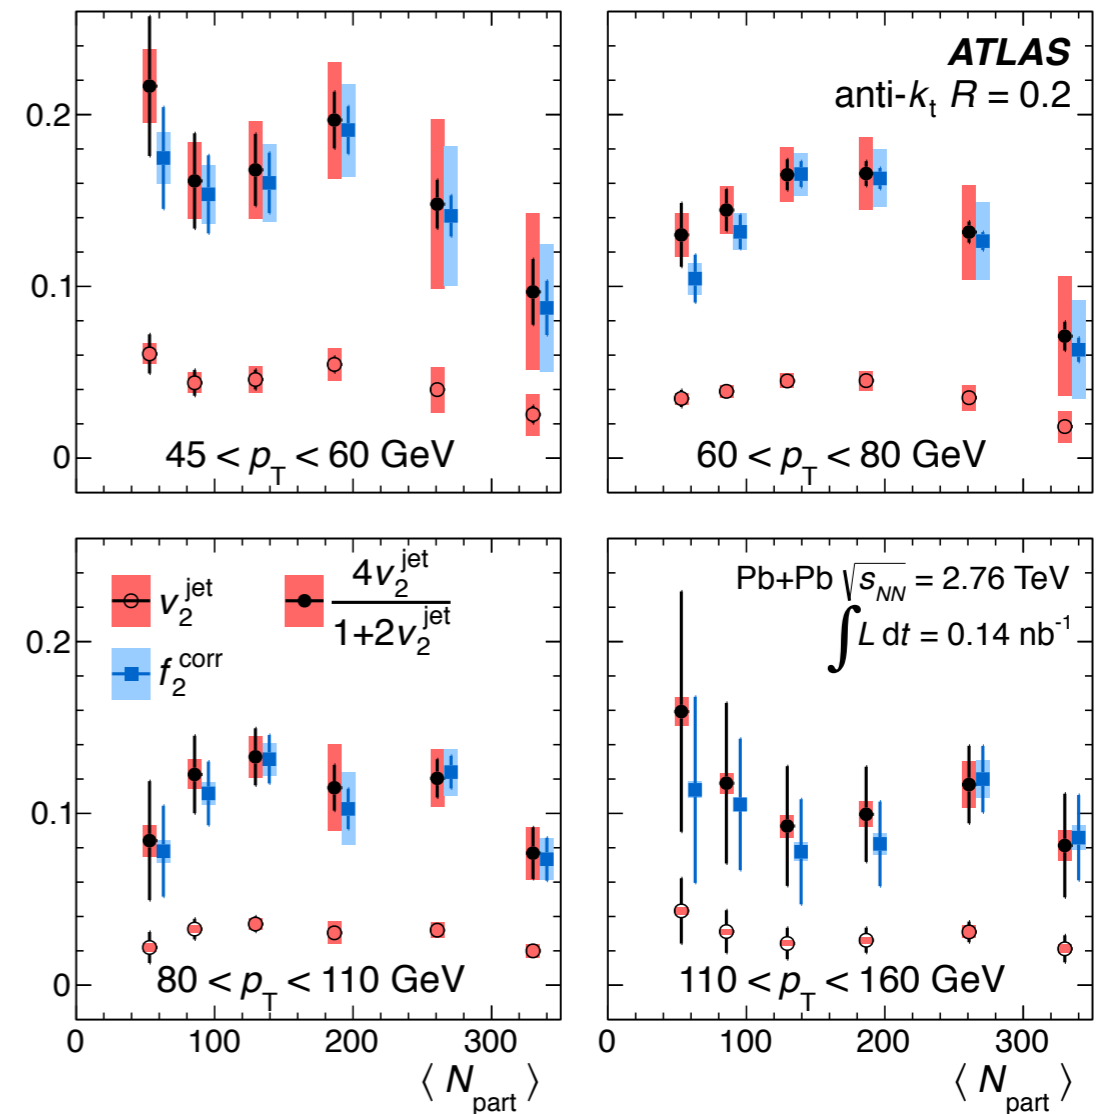 0.2
0.1
0
45 < p_T < 60 GeV
ATLAS
anti-k_t R = 0.2
60 < p_T < 80 GeV
0.2
0.1
0
v_2^jet
4v_2^jet
1+2v_2^jet
f_2^corr
80 < p_T < 110 GeV
0 100 200 300
⟨ N_part ⟩
Pb+Pb √s_NN = 2.76 TeV
∫ L dt = 0.14 nb^-1
110 < p_T < 160 GeV
0 100 200 300
⟨ N_part ⟩